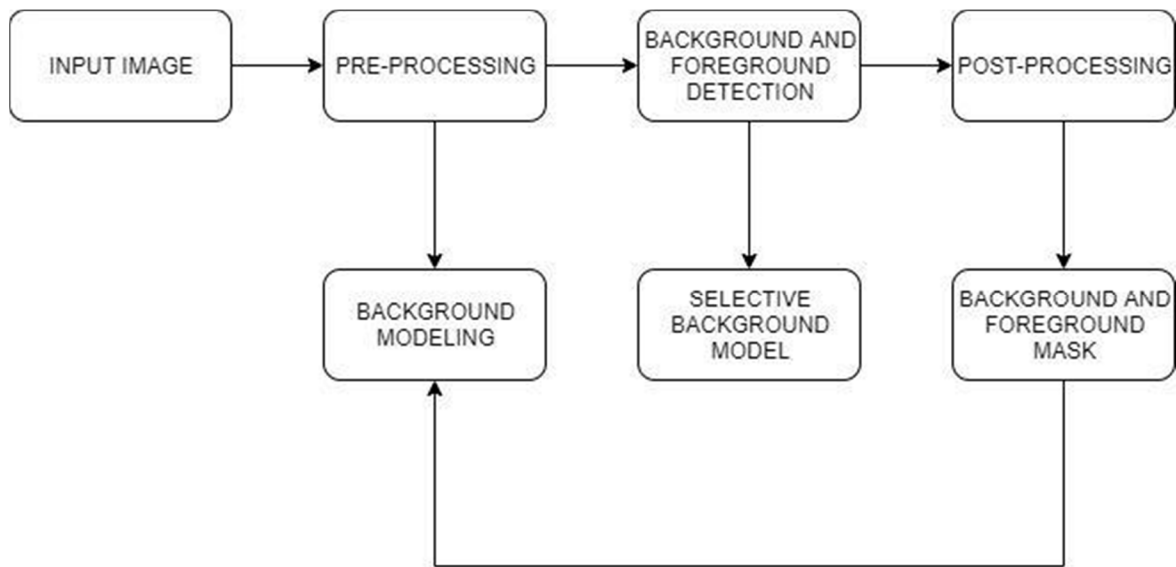 INPUT IMAGE
PRE-PROCESSING
BACKGROUND AND
FOREGROUND
DETECTION
POST-PROCESSING
BACKGROUND
MODELING
SELECTIVE
BACKGROUND
MODEL
BACKGROUND AND
FOREGROUND
MASK